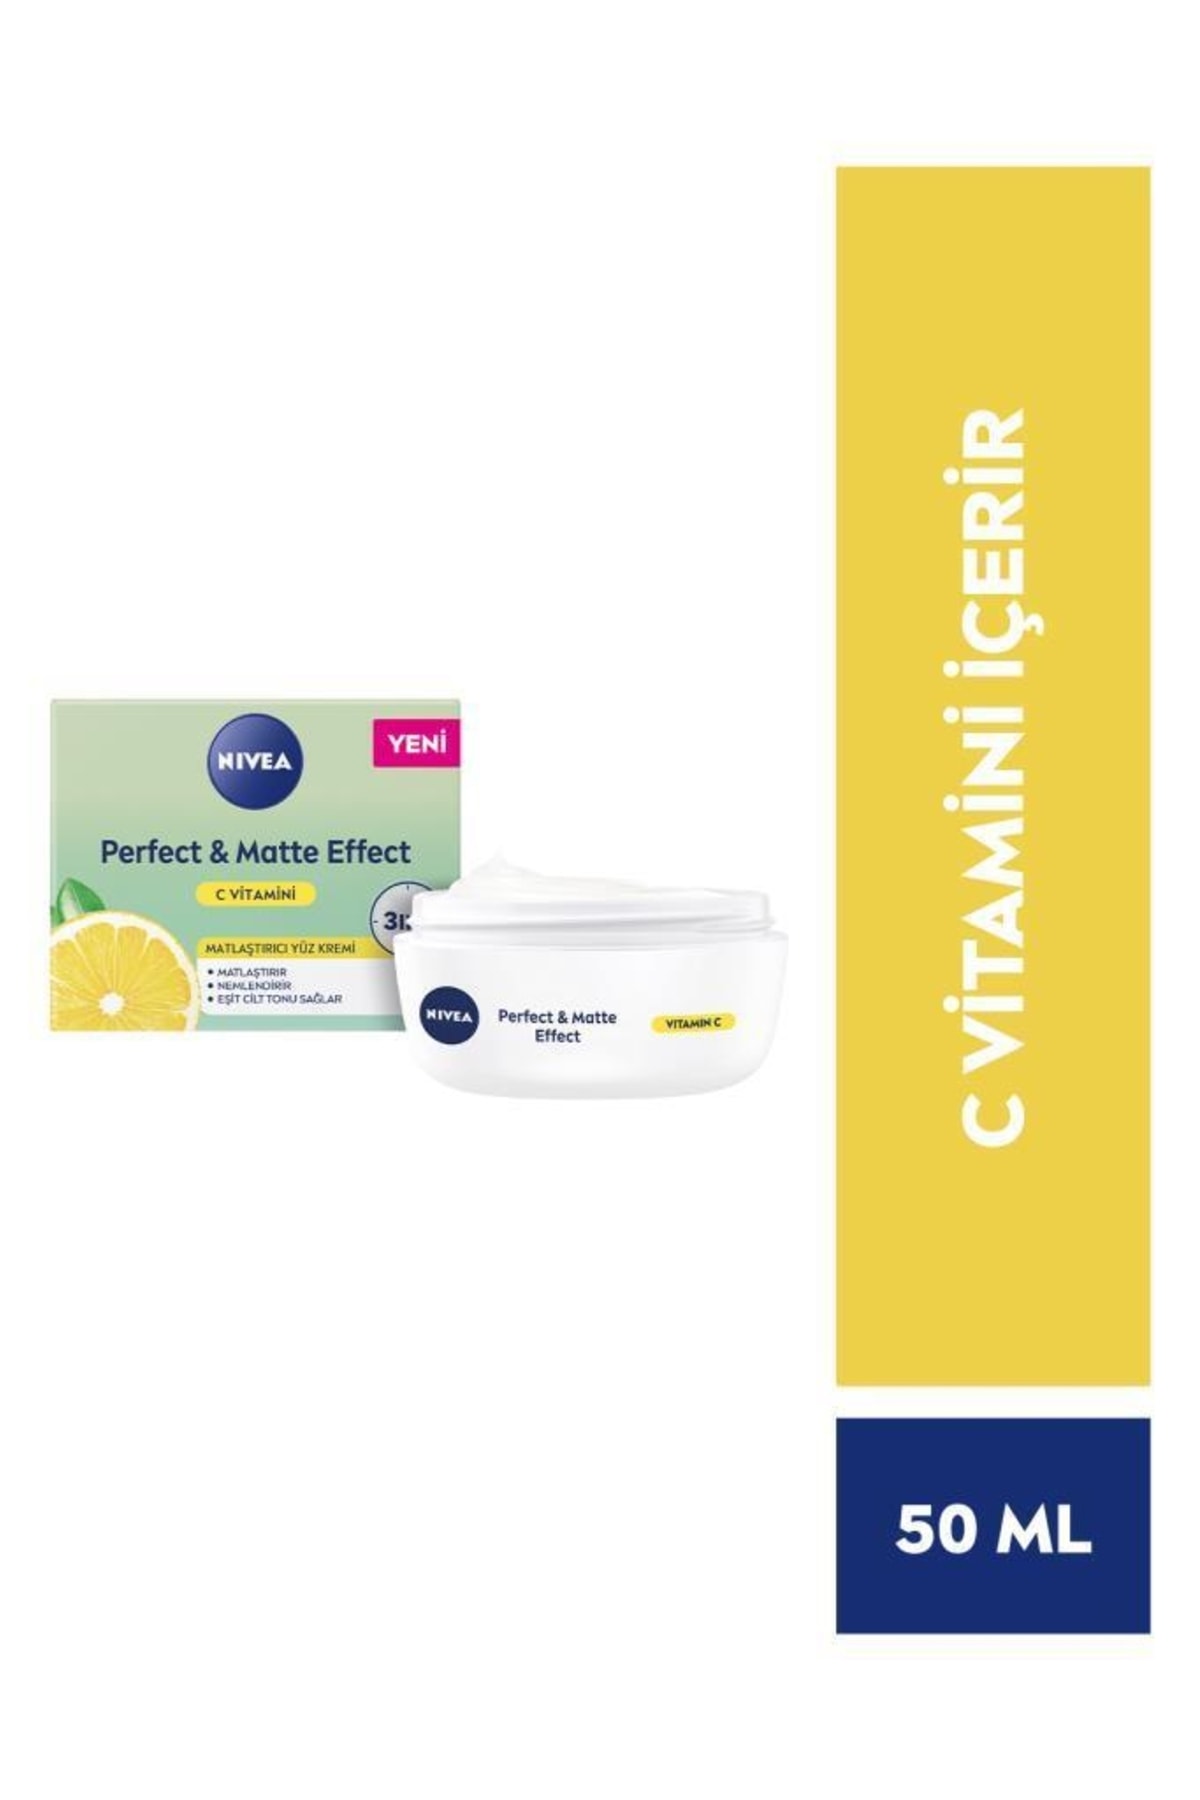 NIVEA
YENİ
Perfect & Matte Effect
C VİTAMİNİ
MATLAŞTIRICI YÜZ KREMİ
• MATLAŞTIRIR
• NEMLENDİRİR
• EŞİT CİLT TONU SAĞLAR
NIVEA
Perfect & Matte
Effect
VITAMIN C
C VİTAMİNİ İÇERİR
50 ML